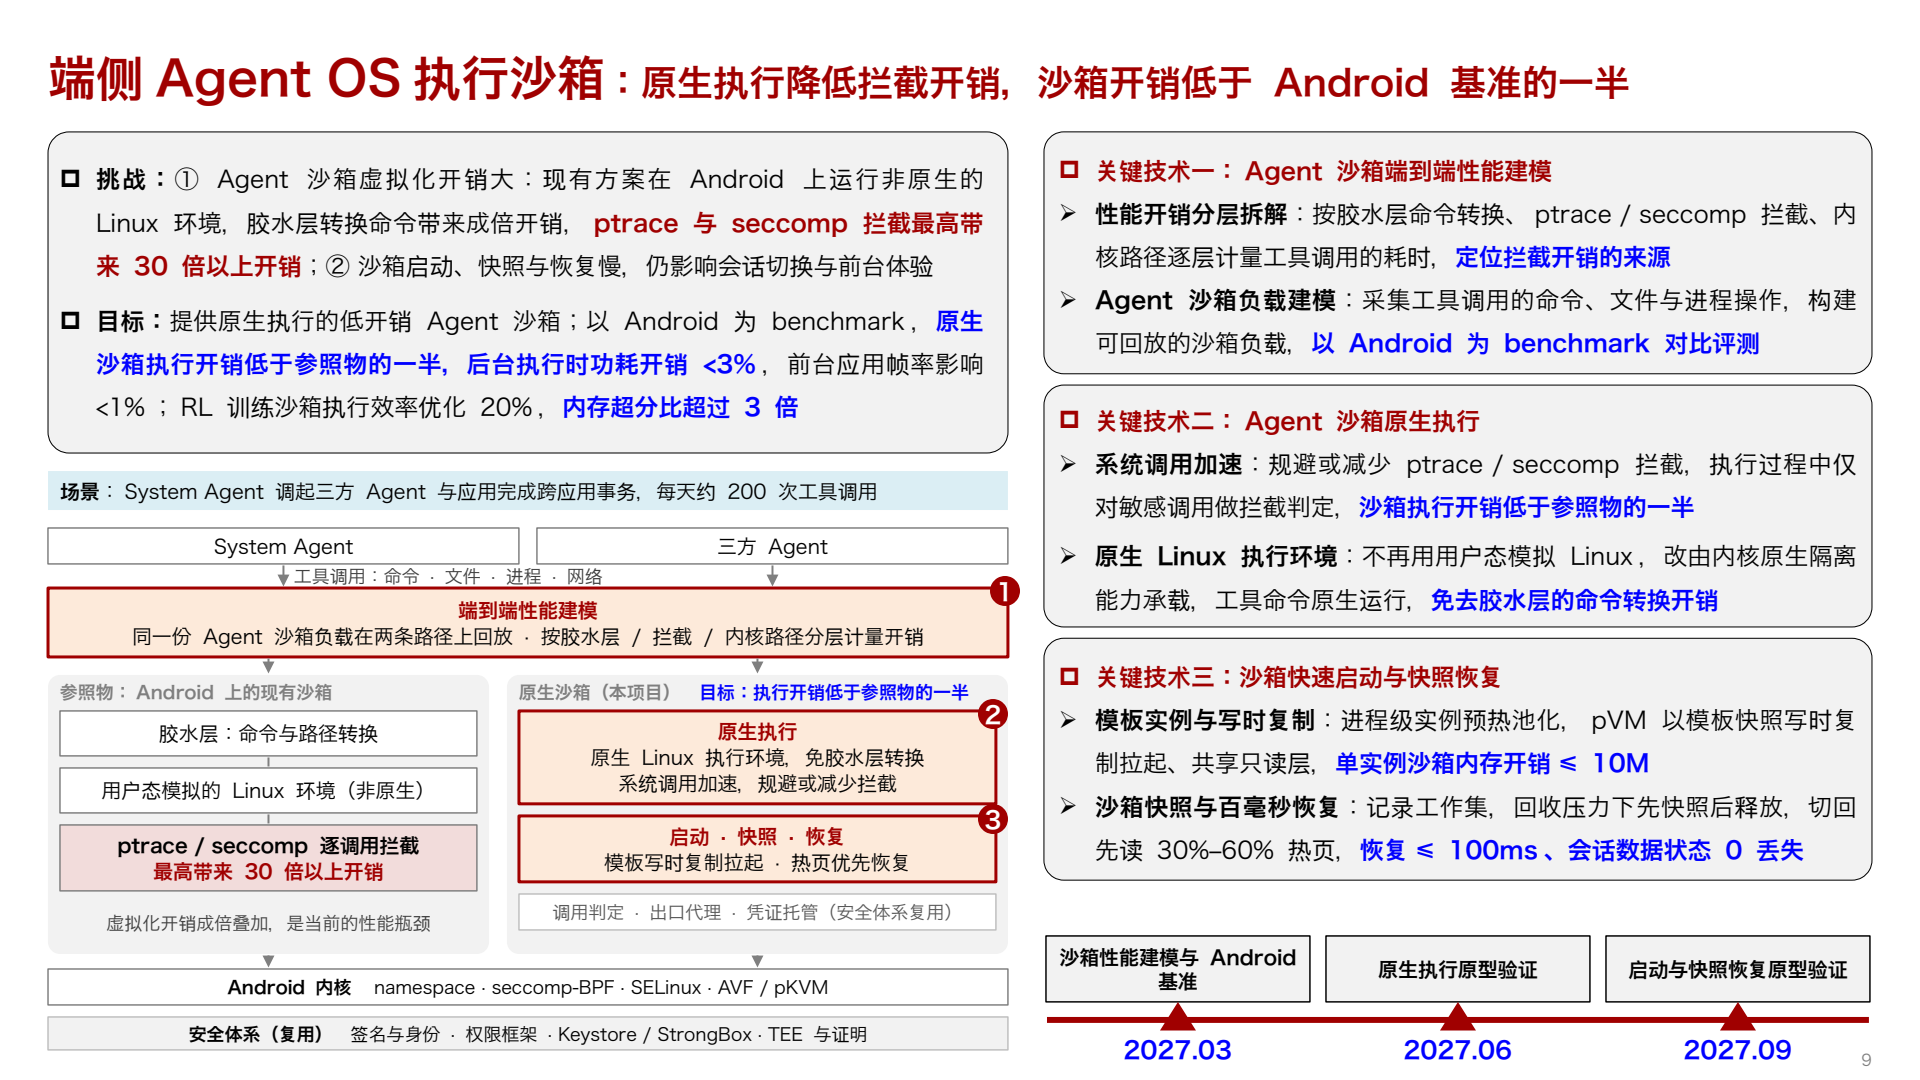 端侧 Agent OS 执行沙箱：原生执行降低拦截开销，沙箱开销低于 Android 基准的一半
挑战：① Agent 沙箱虚拟化开销大：现有方案在 Android 上运行非原生的
Linux 环境，胶水层转换命令带来成倍开销，ptrace 与 seccomp 拦截最高带
来 30 倍以上开销；② 沙箱启动、快照与恢复慢，仍影响会话切换与前台体验
目标：提供原生执行的低开销 Agent 沙箱；以 Android 为 benchmark，原生
沙箱执行开销低于参照物的一半，后台执行时功耗开销 <3%，前台应用帧率影响
<1%；RL 训练沙箱执行效率优化 20%，内存超分比超过 3 倍
场景：System Agent 调起三方 Agent 与应用完成跨应用事务，每天约 200 次工具调用
System Agent
三方 Agent
工具调用：命令 · 文件 · 进程 · 网络
1
端到端性能建模
同一份 Agent 沙箱负载在两条路径上回放 · 按胶水层 / 拦截 / 内核路径分层计量开销
参照物：Android 上的现有沙箱
胶水层：命令与路径转换
用户态模拟的 Linux 环境（非原生）
ptrace / seccomp 逐调用拦截
最高带来 30 倍以上开销
虚拟化开销成倍叠加，是当前的性能瓶颈
原生沙箱（本项目） 目标：执行开销低于参照物的一半
2
原生执行
原生 Linux 执行环境，免胶水层转换
系统调用加速，规避或减少拦截
3
启动 · 快照 · 恢复
模板写时复制拉起 · 热页优先恢复
调用判定 · 出口代理 · 凭证托管（安全体系复用）
Android 内核 namespace · seccomp-BPF · SELinux · AVF / pKVM
安全体系（复用） 签名与身份 · 权限框架 · Keystore / StrongBox · TEE 与证明
关键技术一：Agent 沙箱端到端性能建模
性能开销分层拆解：按胶水层命令转换、ptrace / seccomp 拦截、内
核路径逐层计量工具调用的耗时，定位拦截开销的来源
Agent 沙箱负载建模：采集工具调用的命令、文件与进程操作，构建
可回放的沙箱负载，以 Android 为 benchmark 对比评测
关键技术二：Agent 沙箱原生执行
系统调用加速：规避或减少 ptrace / seccomp 拦截，执行过程中仅
对敏感调用做拦截判定，沙箱执行开销低于参照物的一半
原生 Linux 执行环境：不再用用户态模拟 Linux，改由内核原生隔离
能力承载，工具命令原生运行，免去胶水层的命令转换开销
关键技术三：沙箱快速启动与快照恢复
模板实例与写时复制：进程级实例预热池化，pVM 以模板快照写时复
制拉起、共享只读层，单实例沙箱内存开销 ≤ 10M
沙箱快照与百毫秒恢复：记录工作集，回收压力下先快照后释放，切回
先读 30%–60% 热页，恢复 ≤ 100ms、会话数据状态 0 丢失
沙箱性能建模与 Android
基准
原生执行原型验证
启动与快照恢复原型验证
2027.03
2027.06
2027.09
9